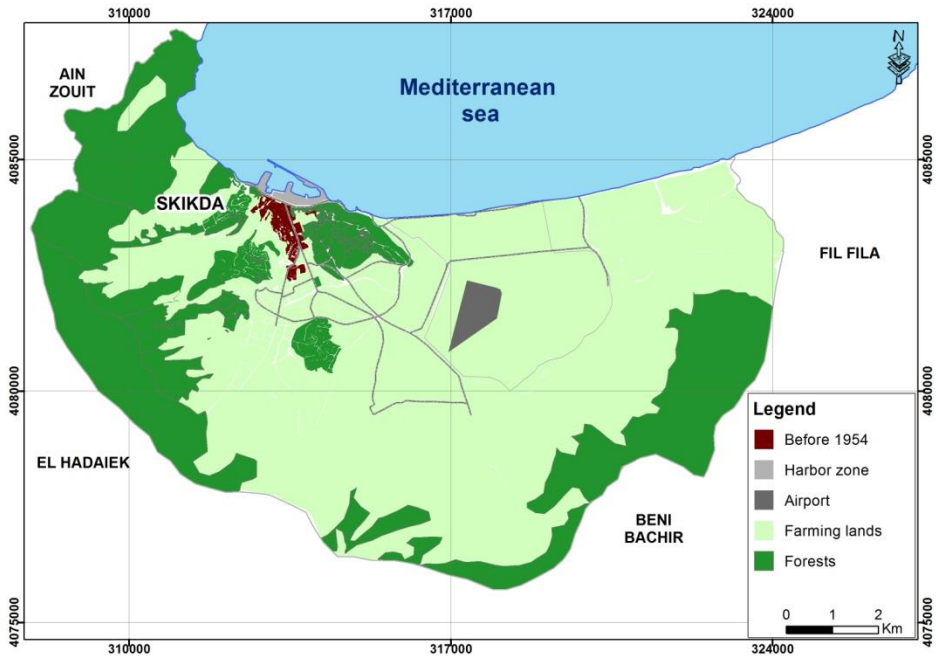 310000
317000
324000
N
AIN
ZOUIT
Mediterranean
sea
4085000
4085000
SKIKDA
FIL FILA
4080000
4080000
EL HADAIEK
BENI
BACHIR
Legend
Before 1954
Harbor zone
Airport
Farming lands
Forests
0 1 2
Km
4075000
4075000
310000
317000
324000